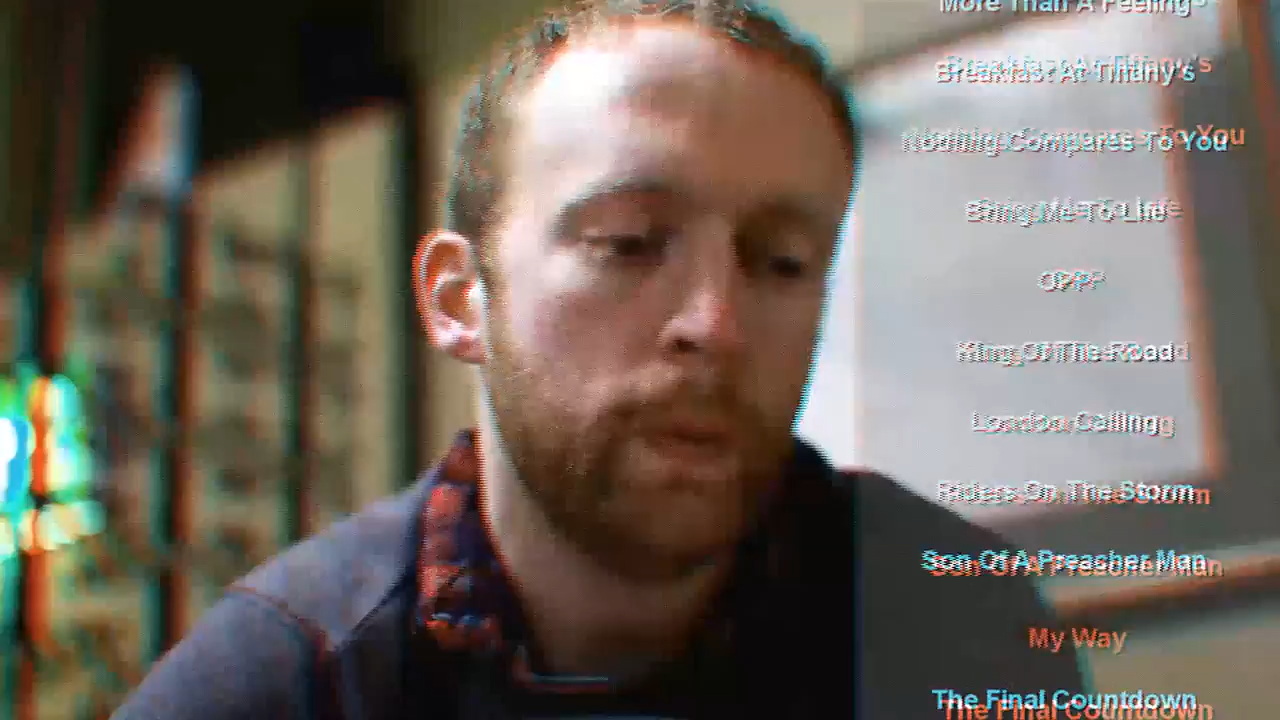 More Than A Feeling
Breakfast At Tiffany's
Nothing Compares To You
Bring Me To Life
OPP
King Of The Road
London Calling
Riders On The Storm
Son Of A Preacher Man
My Way
The Final Countdown